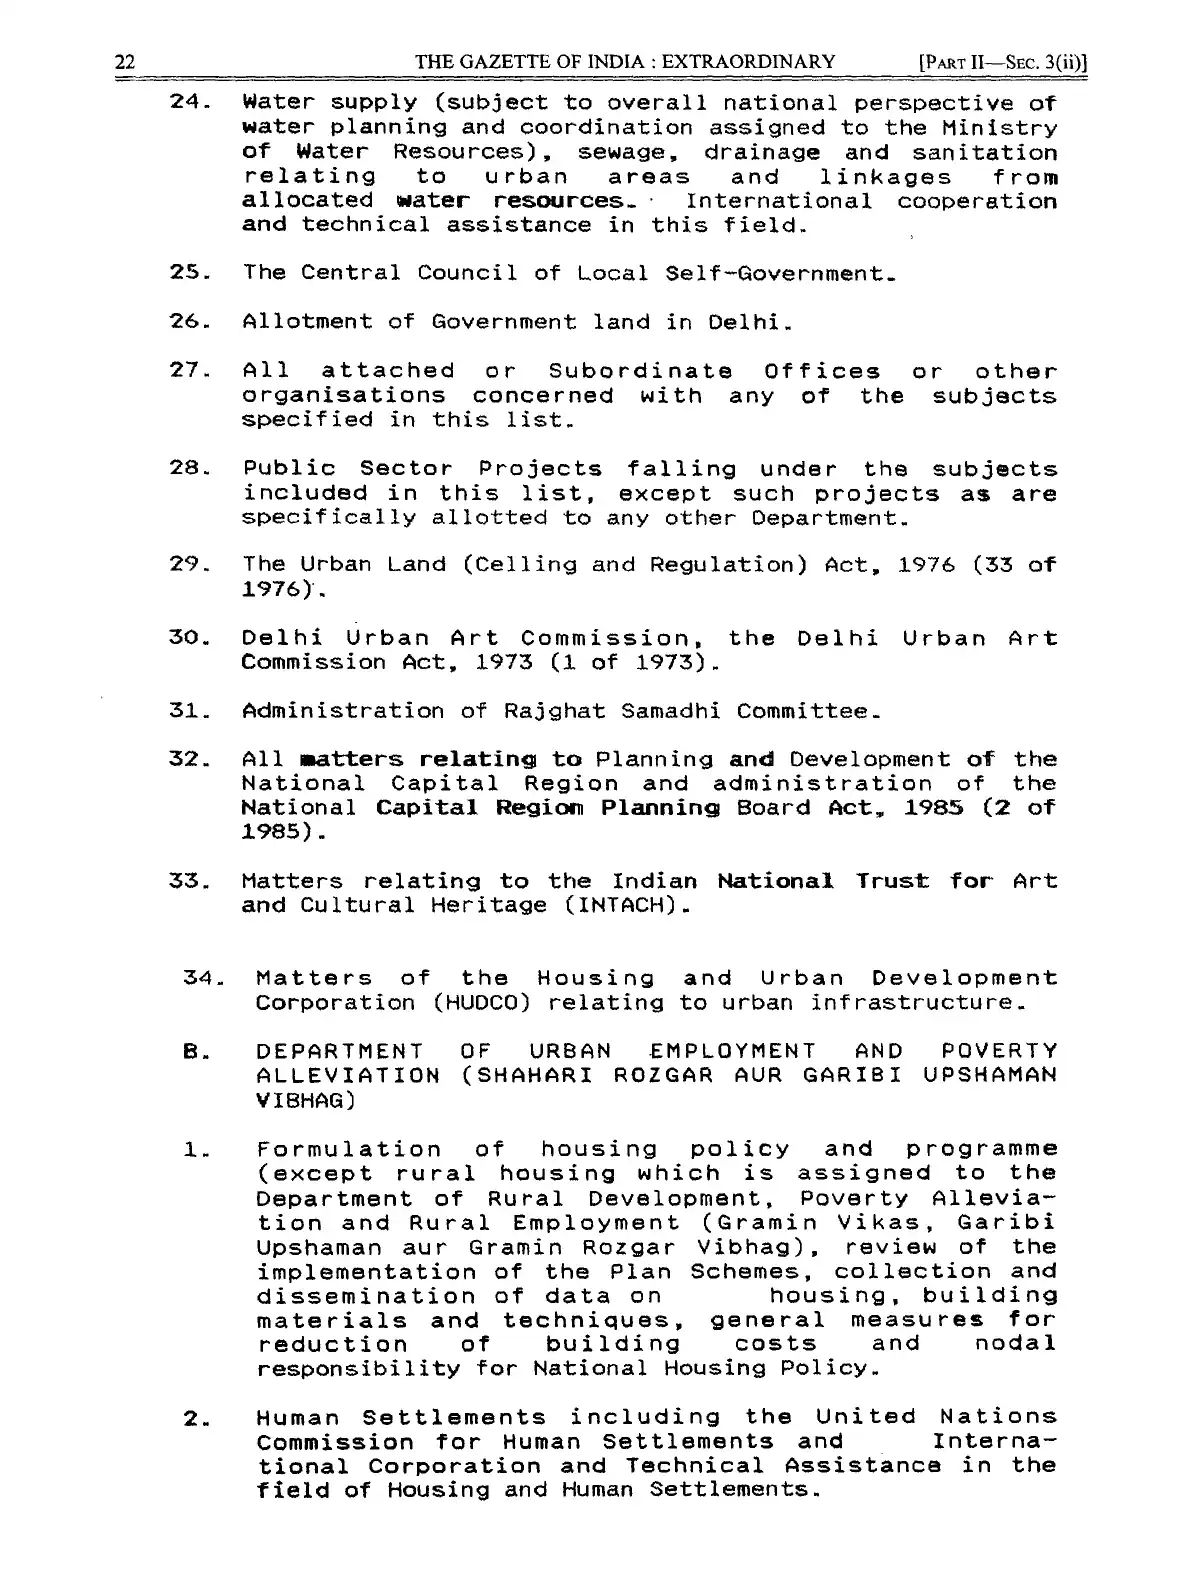 22 THE GAZETTE OF INDIA : EXTRAORDINARY [PART II—SEC. 3(ii)]
24. Water supply (subject to overall national perspective of
water planning and coordination assigned to the Ministry
of Water Resources), sewage, drainage and sanitation
relating to urban areas and linkages from
allocated water resources. International cooperation
and technical assistance in this field.
25. The Central Council of Local Self-Government.
26. Allotment of Government land in Delhi.
27. All attached or Subordinate Offices or other
organisations concerned with any of the subjects
specified in this list.
28. Public Sector Projects falling under the subjects
included in this list, except such projects as are
specifically allotted to any other Department.
29. The Urban Land (Celling and Regulation) Act, 1976 (33 of
1976).
30. Delhi Urban Art Commission, the Delhi Urban Art
Commission Act, 1973 (1 of 1973).
31. Administration of Rajghat Samadhi Committee.
32. All matters relating to Planning and Development of the
National Capital Region and administration of the
National Capital Region Planning Board Act, 1985 (2 of
1985).
33. Matters relating to the Indian National Trust for Art
and Cultural Heritage (INTACH).
34. Matters of the Housing and Urban Development
Corporation (HUDCO) relating to urban infrastructure.
B. DEPARTMENT OF URBAN EMPLOYMENT AND POVERTY
ALLEVIATION (SHAHARI ROZGAR AUR GARIBI UPSHAMAN
VIBHAG)
1. Formulation of housing policy and programme
(except rural housing which is assigned to the
Department of Rural Development, Poverty Allevia-
tion and Rural Employment (Gramin Vikas, Garibi
Upshaman aur Gramin Rozgar Vibhag), review of the
implementation of the Plan Schemes, collection and
dissemination of data on housing, building
materials and techniques, general measures for
reduction of building costs and nodal
responsibility for National Housing Policy.
2. Human Settlements including the United Nations
Commission for Human Settlements and Interna-
tional Corporation and Technical Assistance in the
field of Housing and Human Settlements.